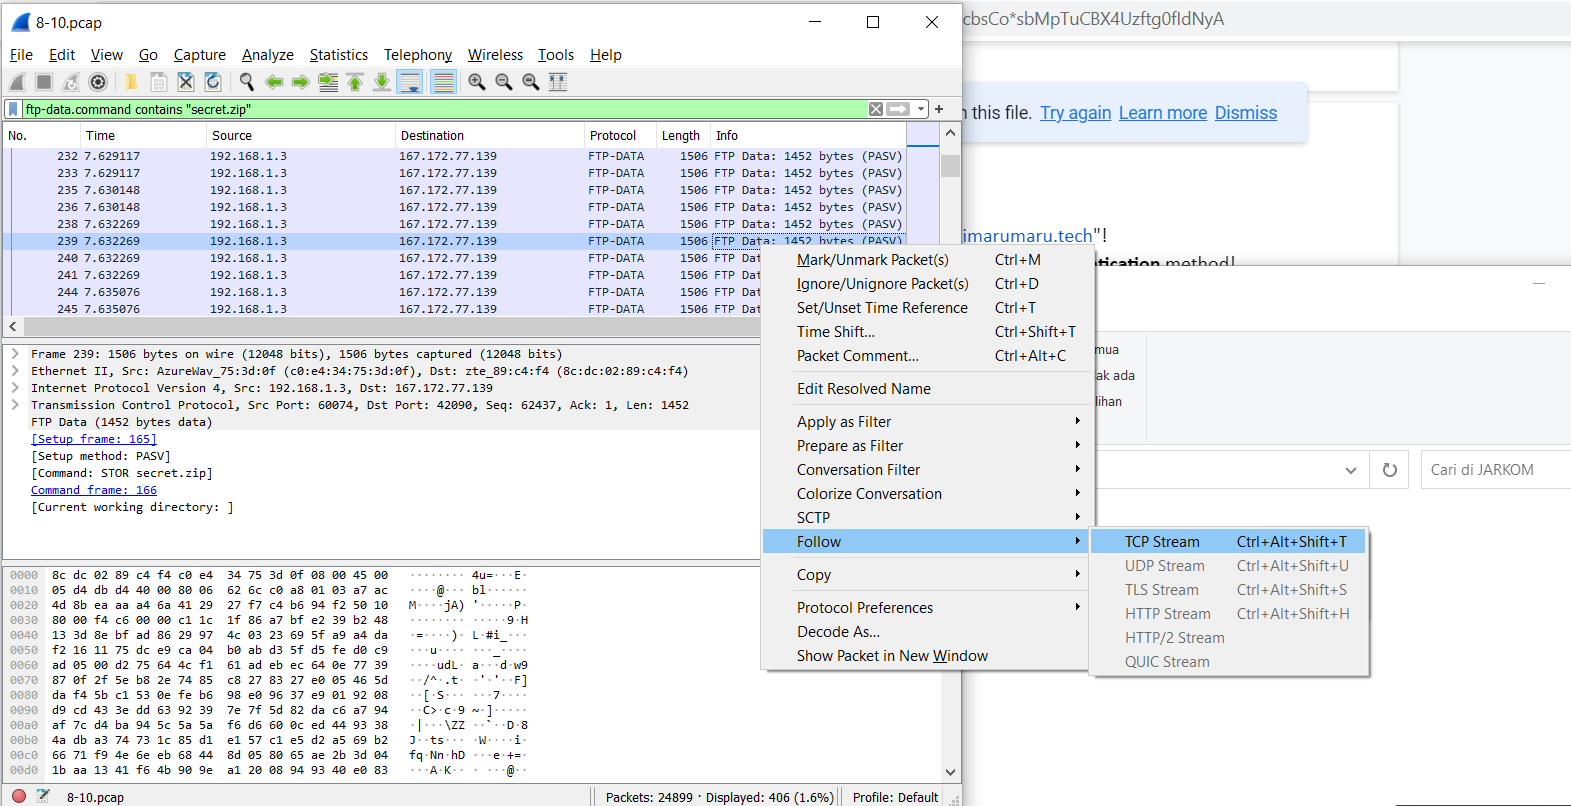 8-10.pcap
File Edit View Go Capture Analyze Statistics Telephony Wireless Tools Help
ftp-data.command contains "secret.zip"
No. Time Source Destination Protocol Length Info
232 7.629117 192.168.1.3 167.172.77.139 FTP-DATA 1506 FTP Data: 1452 bytes (PASV)
233 7.629117 192.168.1.3 167.172.77.139 FTP-DATA 1506 FTP Data: 1452 bytes (PASV)
235 7.630148 192.168.1.3 167.172.77.139 FTP-DATA 1506 FTP Data: 1452 bytes (PASV)
236 7.630148 192.168.1.3 167.172.77.139 FTP-DATA 1506 FTP Data: 1452 bytes (PASV)
238 7.632269 192.168.1.3 167.172.77.139 FTP-DATA 1506 FTP Data: 1452 bytes (PASV)
239 7.632269 192.168.1.3 167.172.77.139 FTP-DATA 1506 FTP Data: 1452 bytes (PASV)
240 7.632269 192.168.1.3 167.172.77.139 FTP-DATA 1506 FTP Dat
241 7.632269 192.168.1.3 167.172.77.139 FTP-DATA 1506 FTP Dat
244 7.635076 192.168.1.3 167.172.77.139 FTP-DATA 1506 FTP Dat
245 7.635076 192.168.1.3 167.172.77.139 FTP-DATA 1506 FTP Dat
Frame 239: 1506 bytes on wire (12048 bits), 1506 bytes captured (12048 bits)
Ethernet II, Src: AzureWav_75:3d:0f (c0:e4:34:75:3d:0f), Dst: zte_89:c4:f4 (8c:dc:02:89:c4:f4)
Internet Protocol Version 4, Src: 192.168.1.3, Dst: 167.172.77.139
Transmission Control Protocol, Src Port: 60074, Dst Port: 42090, Seq: 62437, Ack: 1, Len: 1452
FTP Data (1452 bytes data)
[Setup frame: 165]
[Setup method: PASV]
[Command: STOR secret.zip]
Command frame: 166
[Current working directory: ]
0000 8c dc 02 89 c4 f4 c0 e4 34 75 3d 0f 08 00 45 00 ········ 4u=···E·
0010 05 d4 db d4 40 00 80 06 62 6c c0 a8 01 03 a7 ac ····@··· bl······
0020 4d 8b ea aa a4 6a 41 29 27 f7 c4 b6 94 f2 50 10 M····jA) '·····P·
0030 80 00 f4 c6 00 00 c1 1c 1f 86 a7 bf e2 39 b2 48 ········ ·····9·H
0040 13 3d 8e bf ad 86 29 97 4c 03 23 69 5f a9 a4 da ·=····)· L·#i_···
0050 f2 16 11 75 dc e9 ca 04 b0 ab d3 5f d5 fe d0 c9 ···u···· ···_····
0060 ad 05 00 d2 75 64 4c f1 61 ad eb ec 64 0e 77 39 ····udL· a···d·w9
0070 87 0f 2f 5e b8 2e 74 85 c8 27 83 27 e0 05 46 5d ··/^·.t· ·'·'··F]
0080 da f4 5b c1 53 0e fe b6 98 e0 96 37 e9 01 92 08 ··[·S··· ···7····
0090 d9 cd 43 3e dd 63 92 39 7e 7f 5d 82 da c6 a7 94 ··C>·c·9 ~·]·····
00a0 af 7c d4 ba 94 5c 5a 5a f6 d6 60 0c ed 44 93 38 ·|···\ZZ ··`··D·8
00b0 4a db a3 74 73 1c 85 d1 e1 57 c1 e5 d2 a5 69 b2 J··ts··· ·W····i·
00c0 66 71 f9 4e 6e eb 68 44 8d 05 80 65 ae 2b 3d 04 fq·Nn·hD ···e·+=·
00d0 1b aa 13 41 f6 4b 90 9e a1 20 08 94 93 40 e0 83 ···A·K·· · ···@··
8-10.pcap
Packets: 24899 · Displayed: 406 (1.6%)
Profile: Default
Mark/Unmark Packet(s) Ctrl+M
Ignore/Unignore Packet(s) Ctrl+D
Set/Unset Time Reference Ctrl+T
Time Shift... Ctrl+Shift+T
Packet Comment... Ctrl+Alt+C
Edit Resolved Name
Apply as Filter
Prepare as Filter
Conversation Filter
Colorize Conversation
SCTP
Follow
Copy
Protocol Preferences
Decode As...
Show Packet in New Window
TCP Stream Ctrl+Alt+Shift+T
UDP Stream Ctrl+Alt+Shift+U
TLS Stream Ctrl+Alt+Shift+S
HTTP Stream Ctrl+Alt+Shift+H
HTTP/2 Stream
QUIC Stream
cbsCo*sbMpTuCBX4Uzftg0fIdNyA
this file. Try again Learn more Dismiss
imarumaru.tech"!
method!
mua
ak ada
lihan
Cari di JARKOM